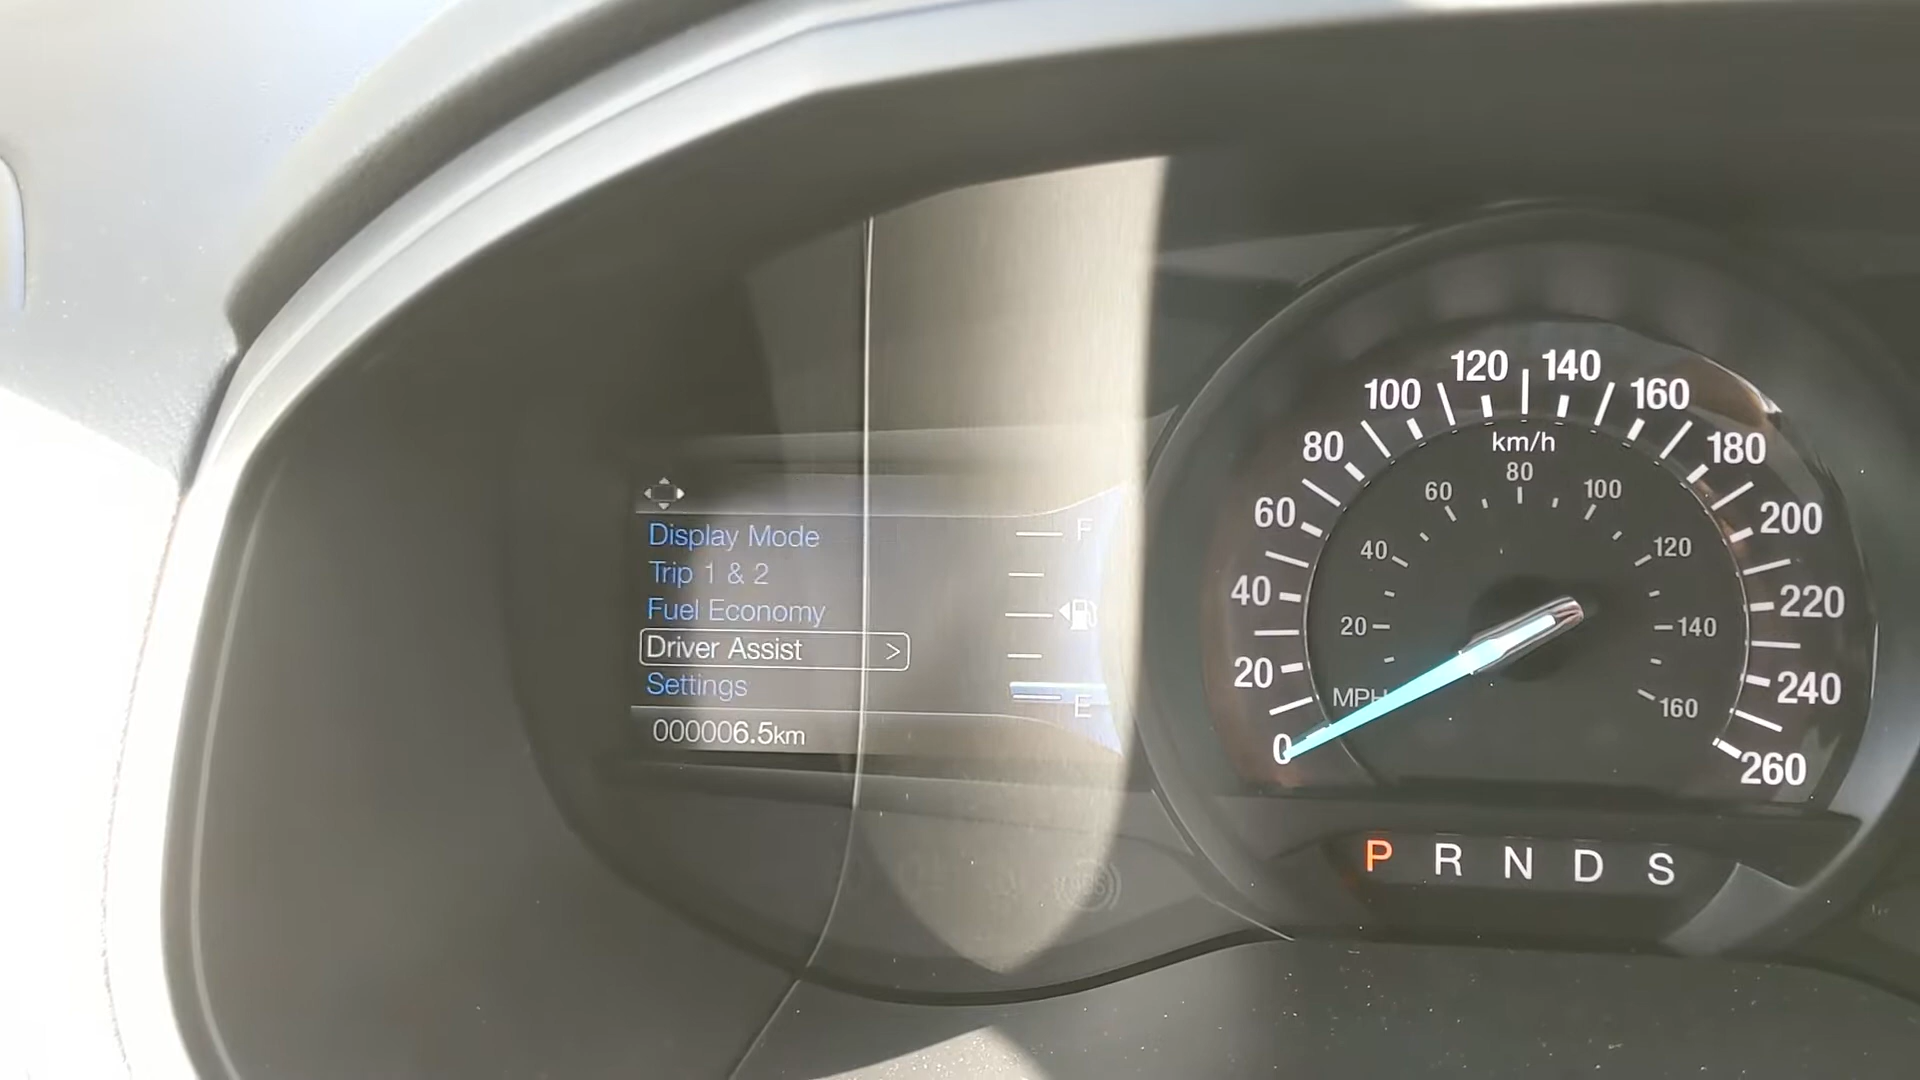 Display Mode
Trip 1 & 2
Fuel Economy
Driver Assist >
Settings
000006.5km
F
E
0
20
40
60
80
100
120
140
160
180
200
220
240
260
km/h
20
40
60
80
100
120
140
160
MPH
P R N D S